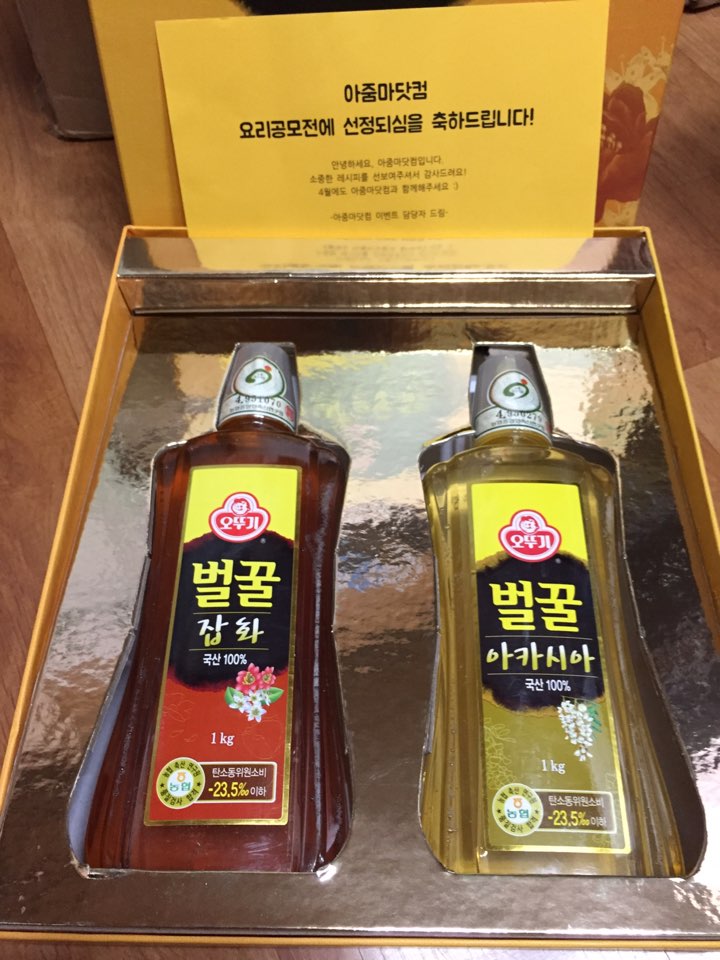 아줌마닷컴
요리공모전에 선정되심을 축하드립니다!
안녕하세요, 아줌마닷컴입니다.
소중한 레시피를 선보여주셔서 감사드려요!
4월에도 아줌마닷컴과 함께해주세요 :)
-아줌마닷컴 이벤트 담당자 드림-
오뚜기
벌꿀
잡화
국산 100%
1 kg
농협
탄소동위원소비
-23.5‰이하
오뚜기
벌꿀
아카시아
국산 100%
1 kg
농협
탄소동위원소비
-23.5‰이하